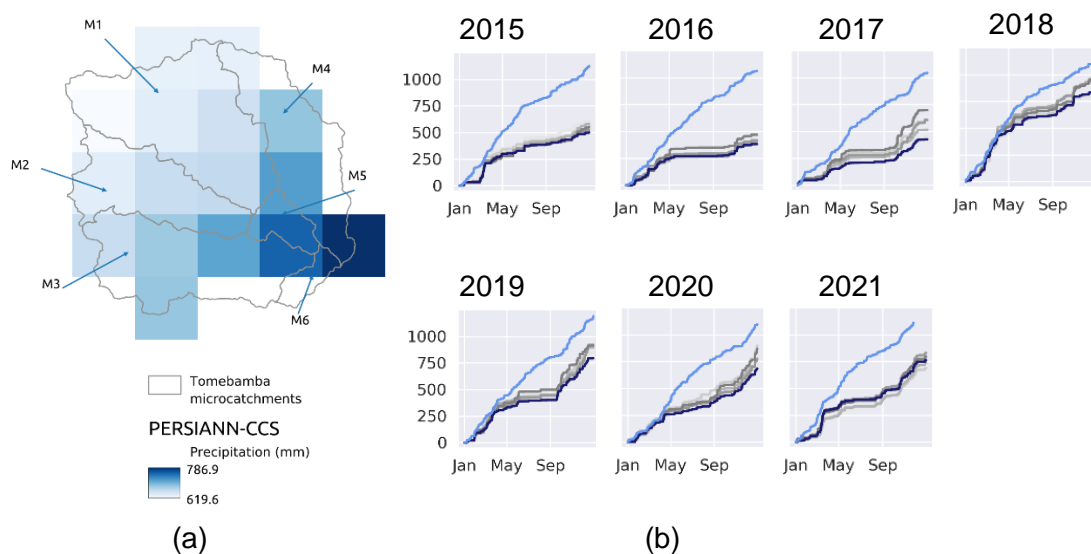 M1
M4
M2
M5
M3
M6
Tomebamba
microcatchments
PERSIANN-CCS
Precipitation (mm)
786.9
619.6
(a)
2015 2016 2017 2018
1000
750
500
250
0
Jan May Sep Jan May Sep Jan May Sep Jan May Sep
2019 2020 2021
1000
750
500
250
0
Jan May Sep Jan May Sep Jan May Sep
(b)